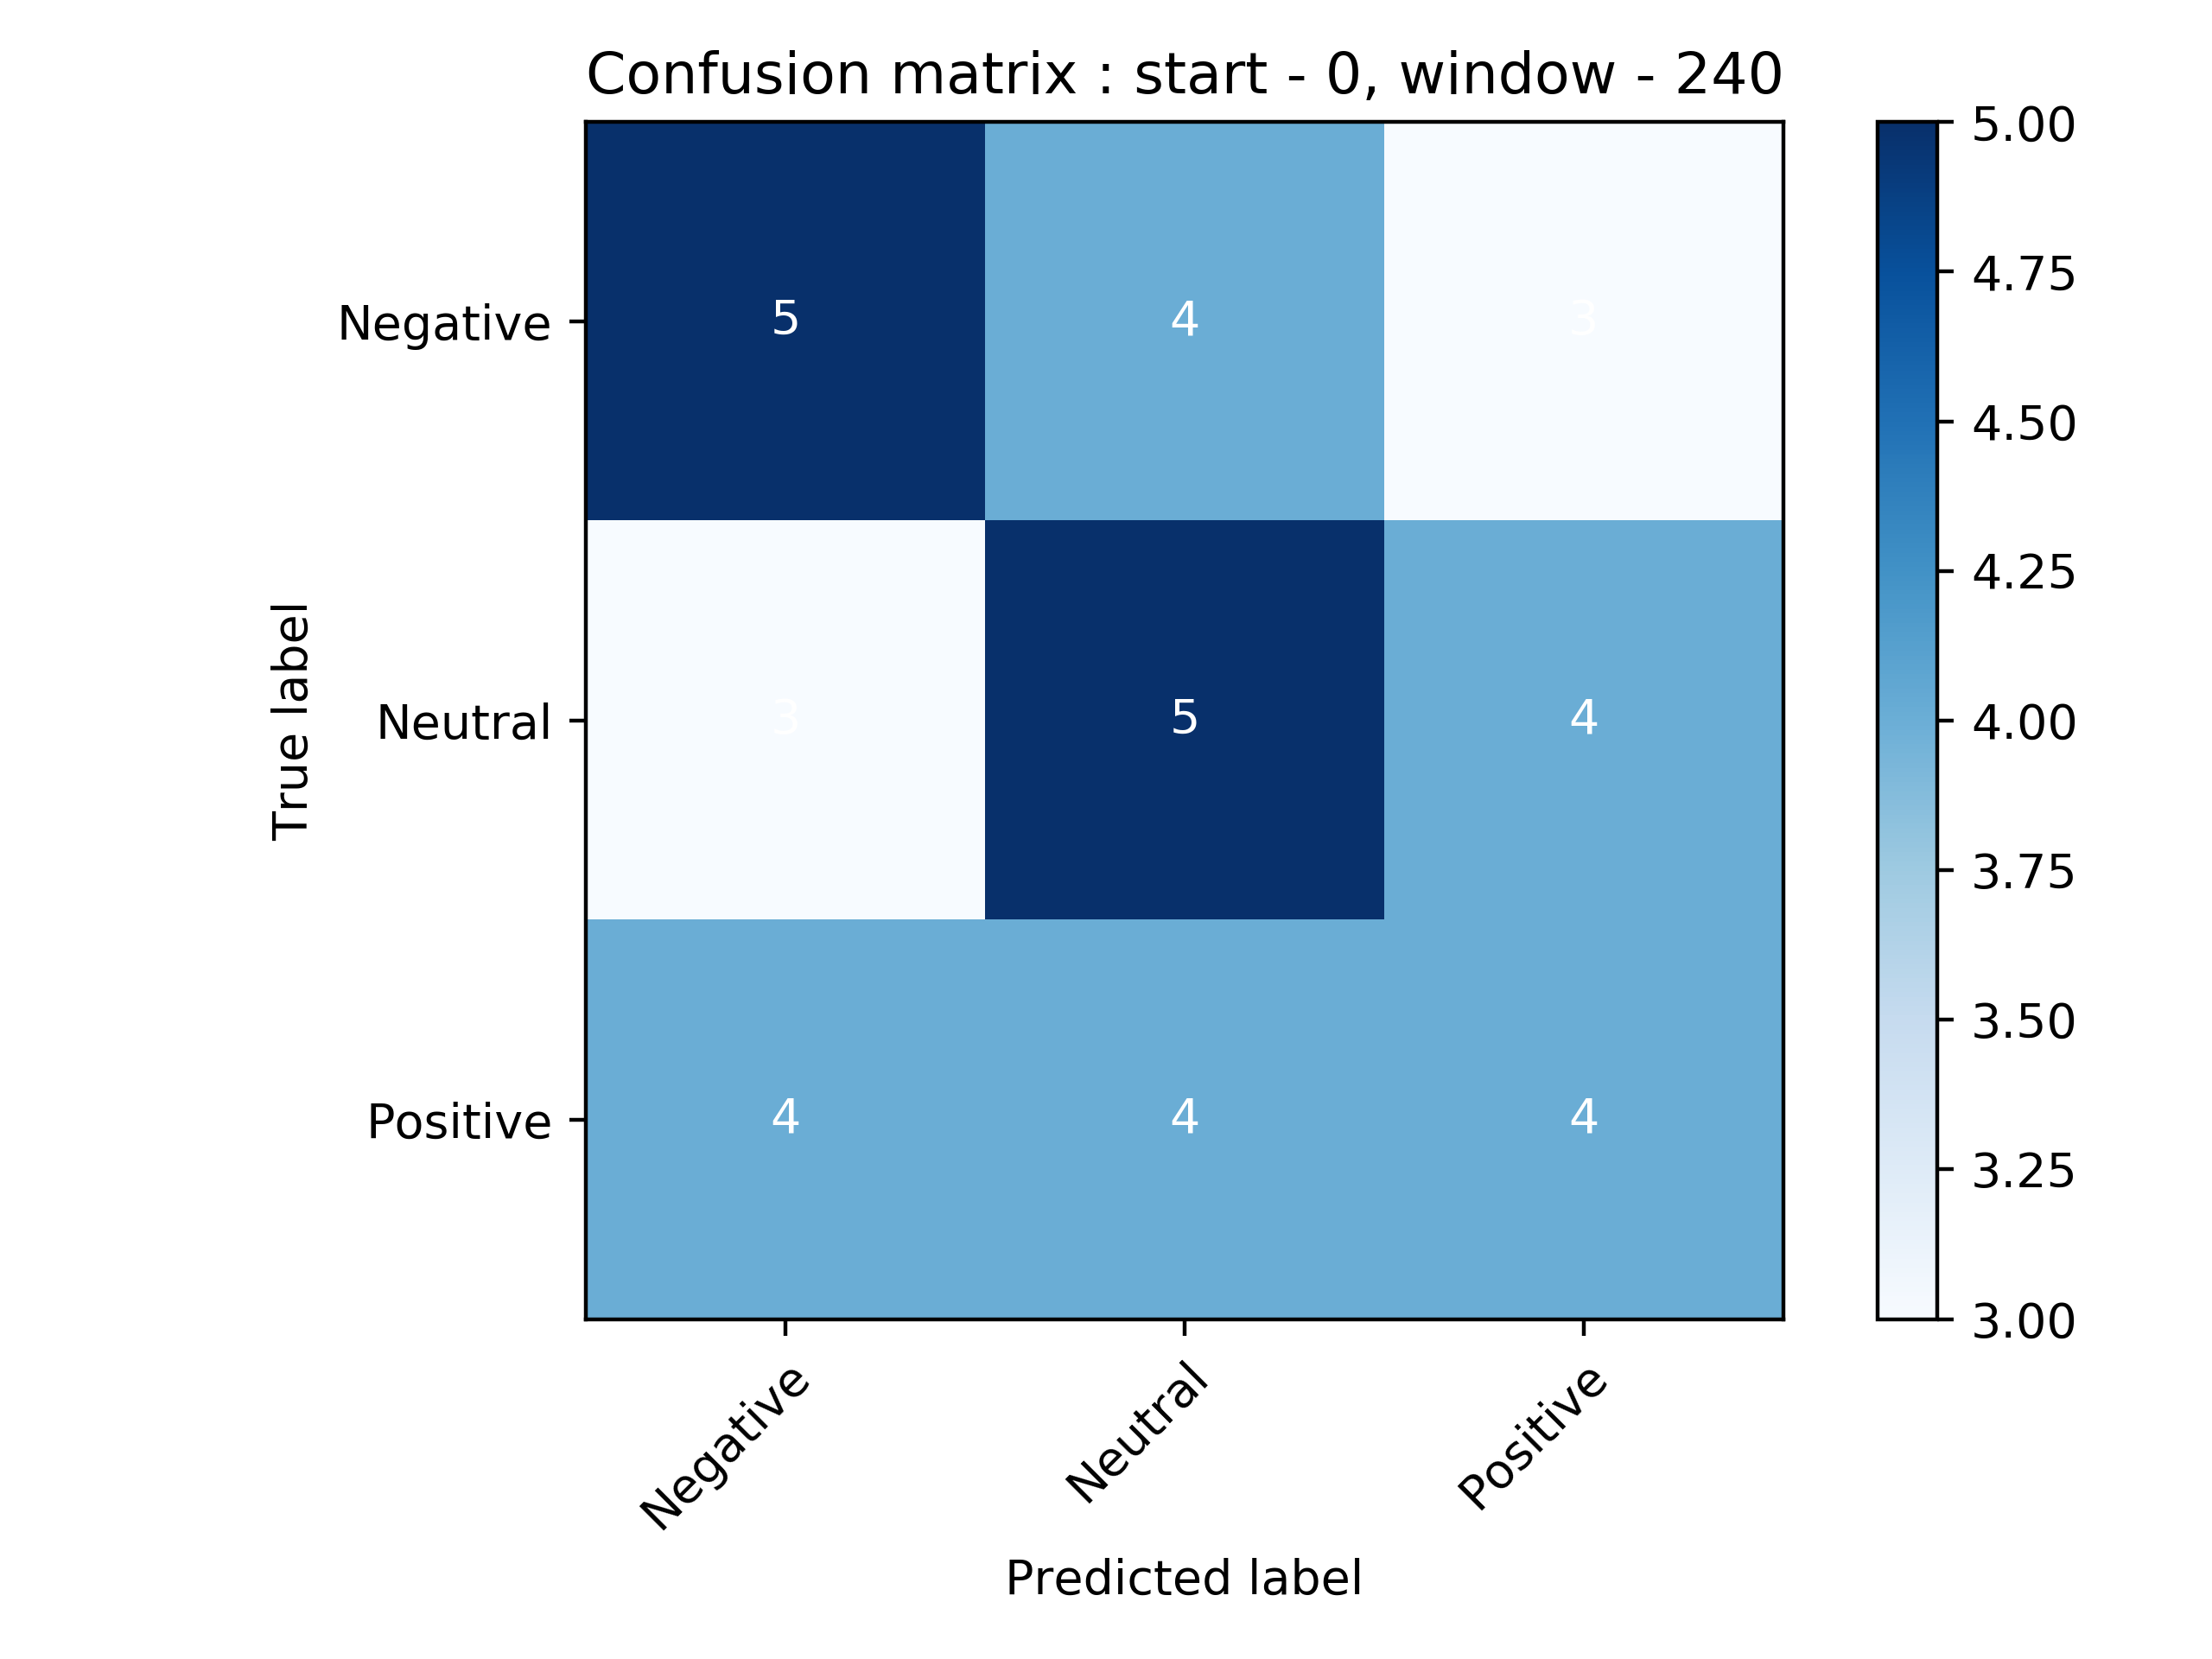 Confusion matrix : start - 0, window - 240
5.00
4.75
4.50
4.25
4.00
3.75
3.50
3.25
3.00
True label
Negative
5 4 3
Neutral
3 5 4
Positive
4 4 4
Negative
Neutral
Positive
Predicted label